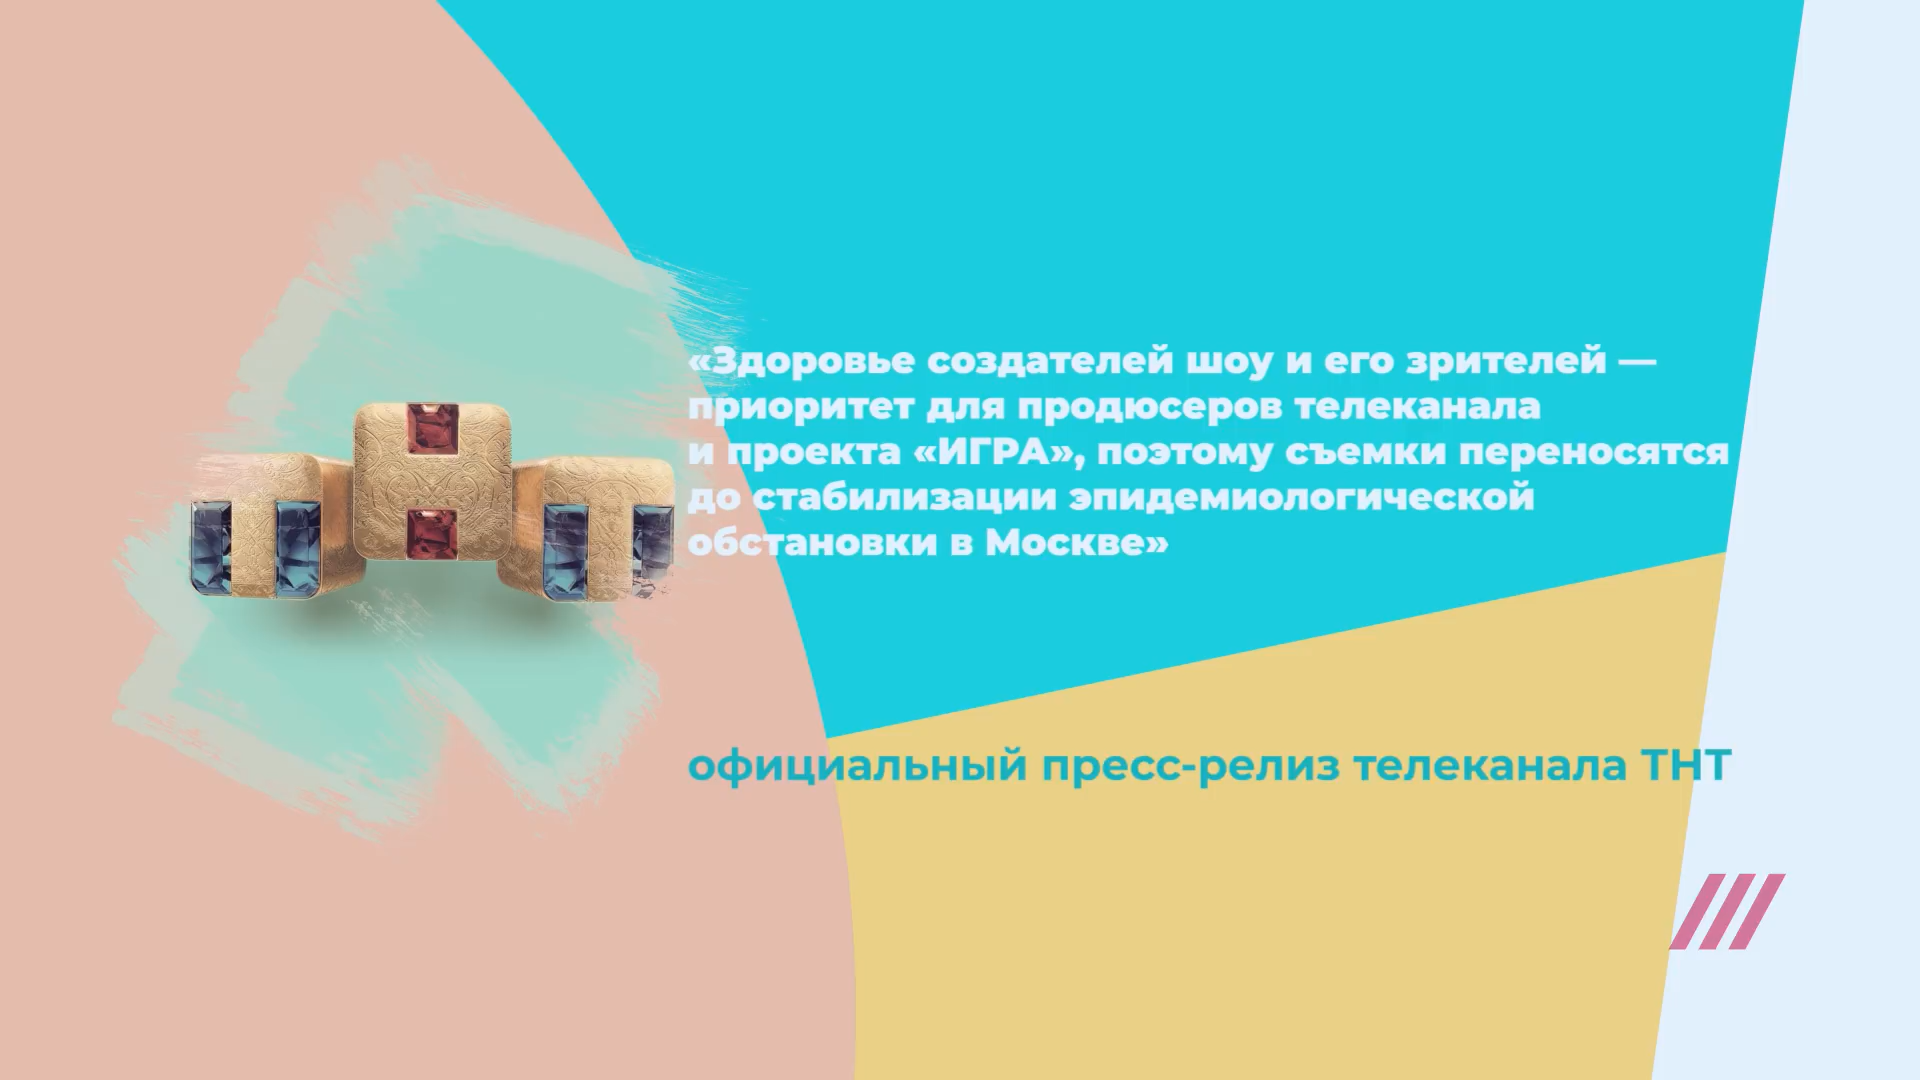 ТНТ
«Здоровье создателей шоу и его зрителей —
приоритет для продюсеров телеканала
и проекта «ИГРА», поэтому съемки переносятся
до стабилизации эпидемиологической
обстановки в Москве»
официальный пресс-релиз телеканала ТНТ